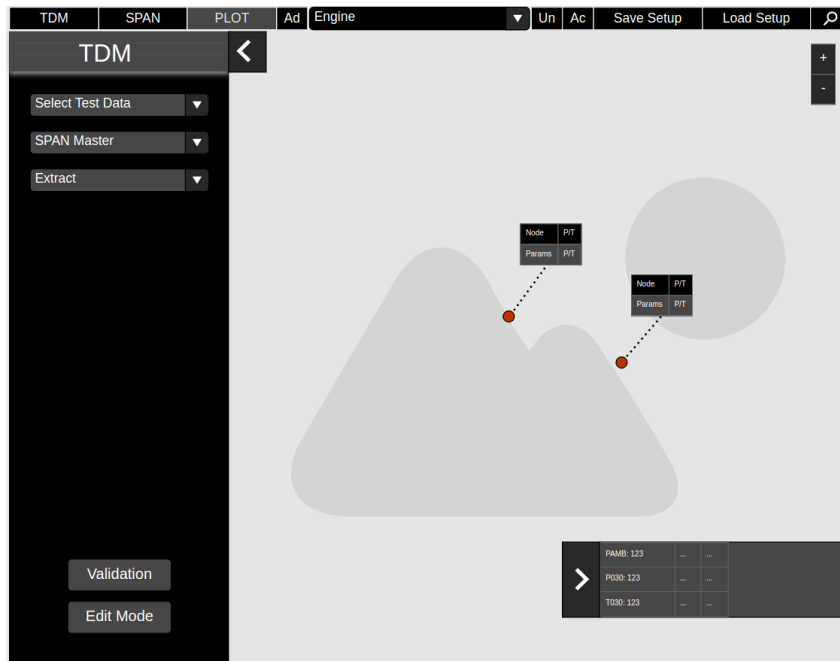 TDM SPAN PLOT Ad Engine Un Ac Save Setup Load Setup
TDM
+
-
Select Test Data
SPAN Master
Extract
Node P/T
Params P/T
Node P/T
Params P/T
PAMB: 123 ... ...
P030: 123 ... ...
T030: 123 ... ...
Validation
Edit Mode